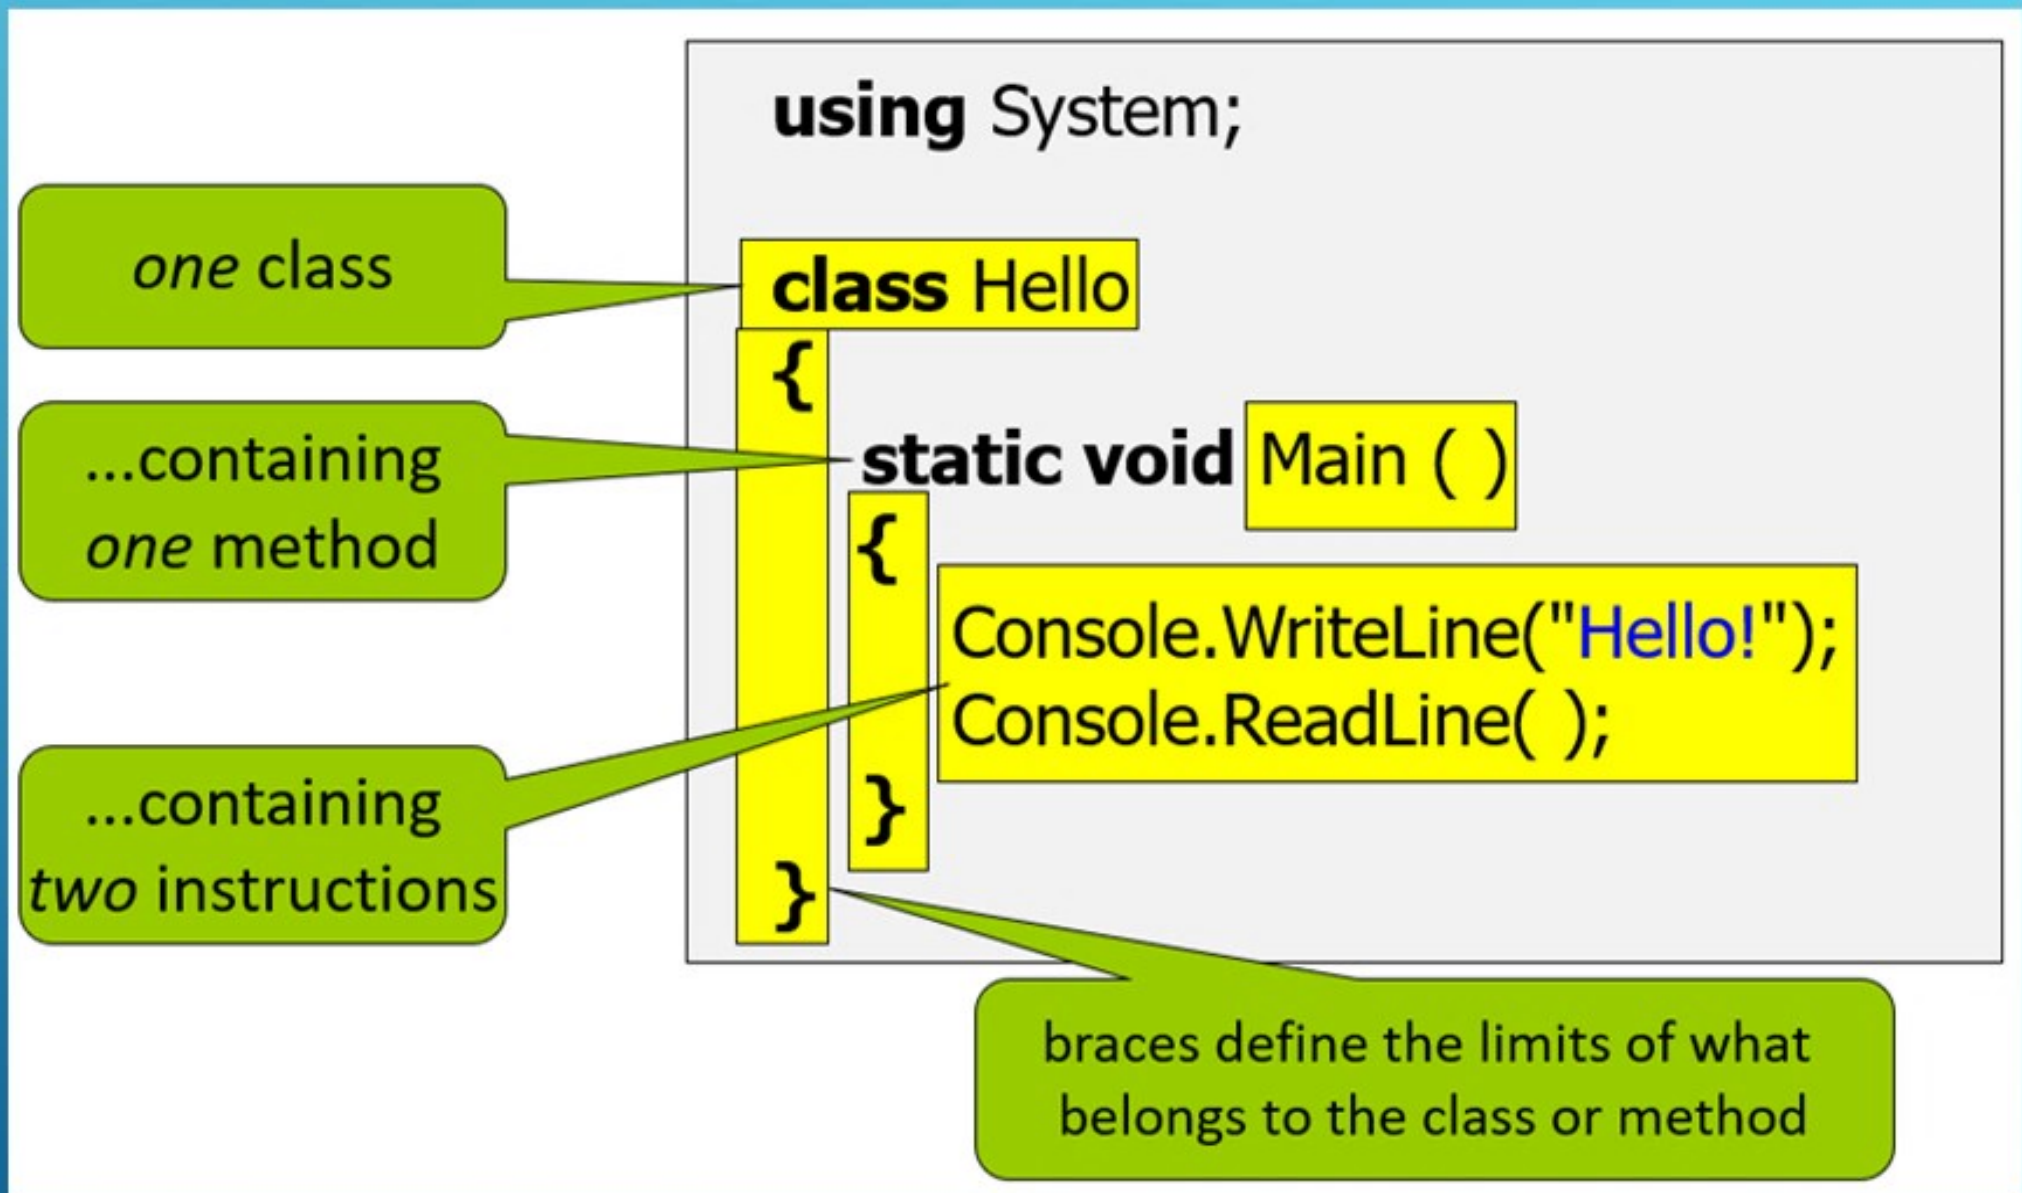 using System;
one class
class Hello
{
...containing
one method
static void Main ( )
{
Console.WriteLine("Hello!");
Console.ReadLine( );
...containing
two instructions
}
}
braces define the limits of what
belongs to the class or method